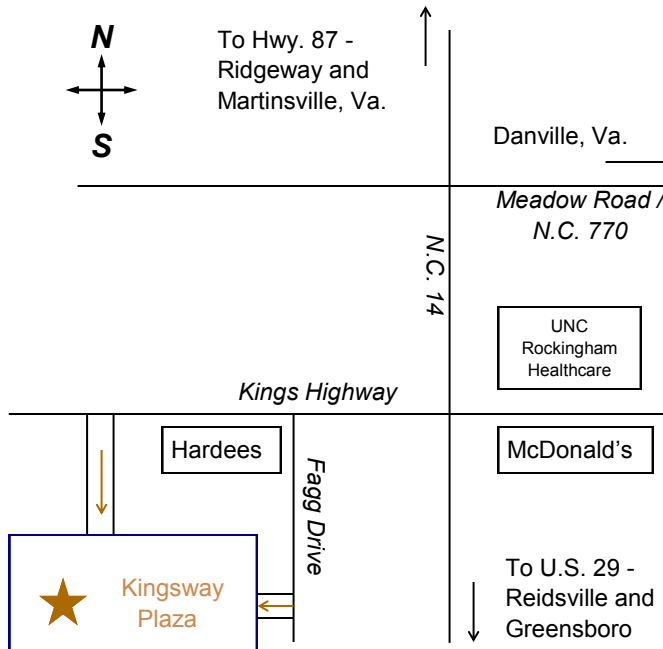 N
S
To Hwy. 87 -
Ridgeway and
Martinsville, Va.
Danville, Va.
Meadow Road /
N.C. 770
N.C. 14
UNC
Rockingham
Healthcare
Kings Highway
Hardees
McDonald's
Fagg Drive
Kingsway
Plaza
To U.S. 29 -
Reidsville and
Greensboro